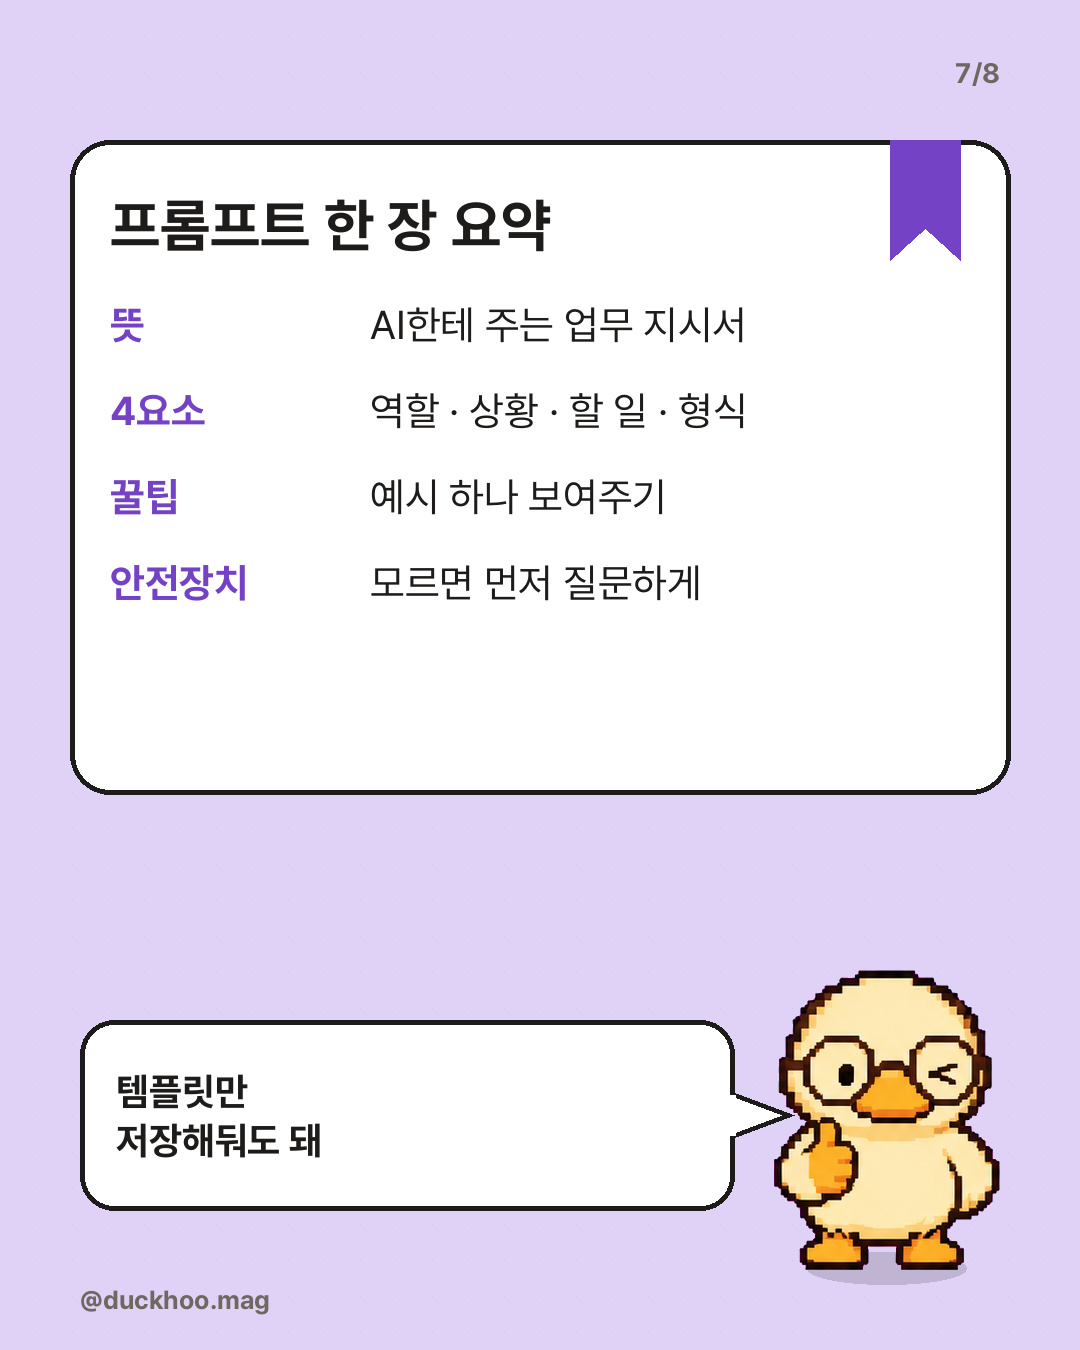 7/8
프롬프트 한 장 요약
뜻 AI한테 주는 업무 지시서
4요소 역할 · 상황 · 할 일 · 형식
꿀팁 예시 하나 보여주기
안전장치 모르면 먼저 질문하게
템플릿만
저장해둬도 돼
@duckhoo.mag